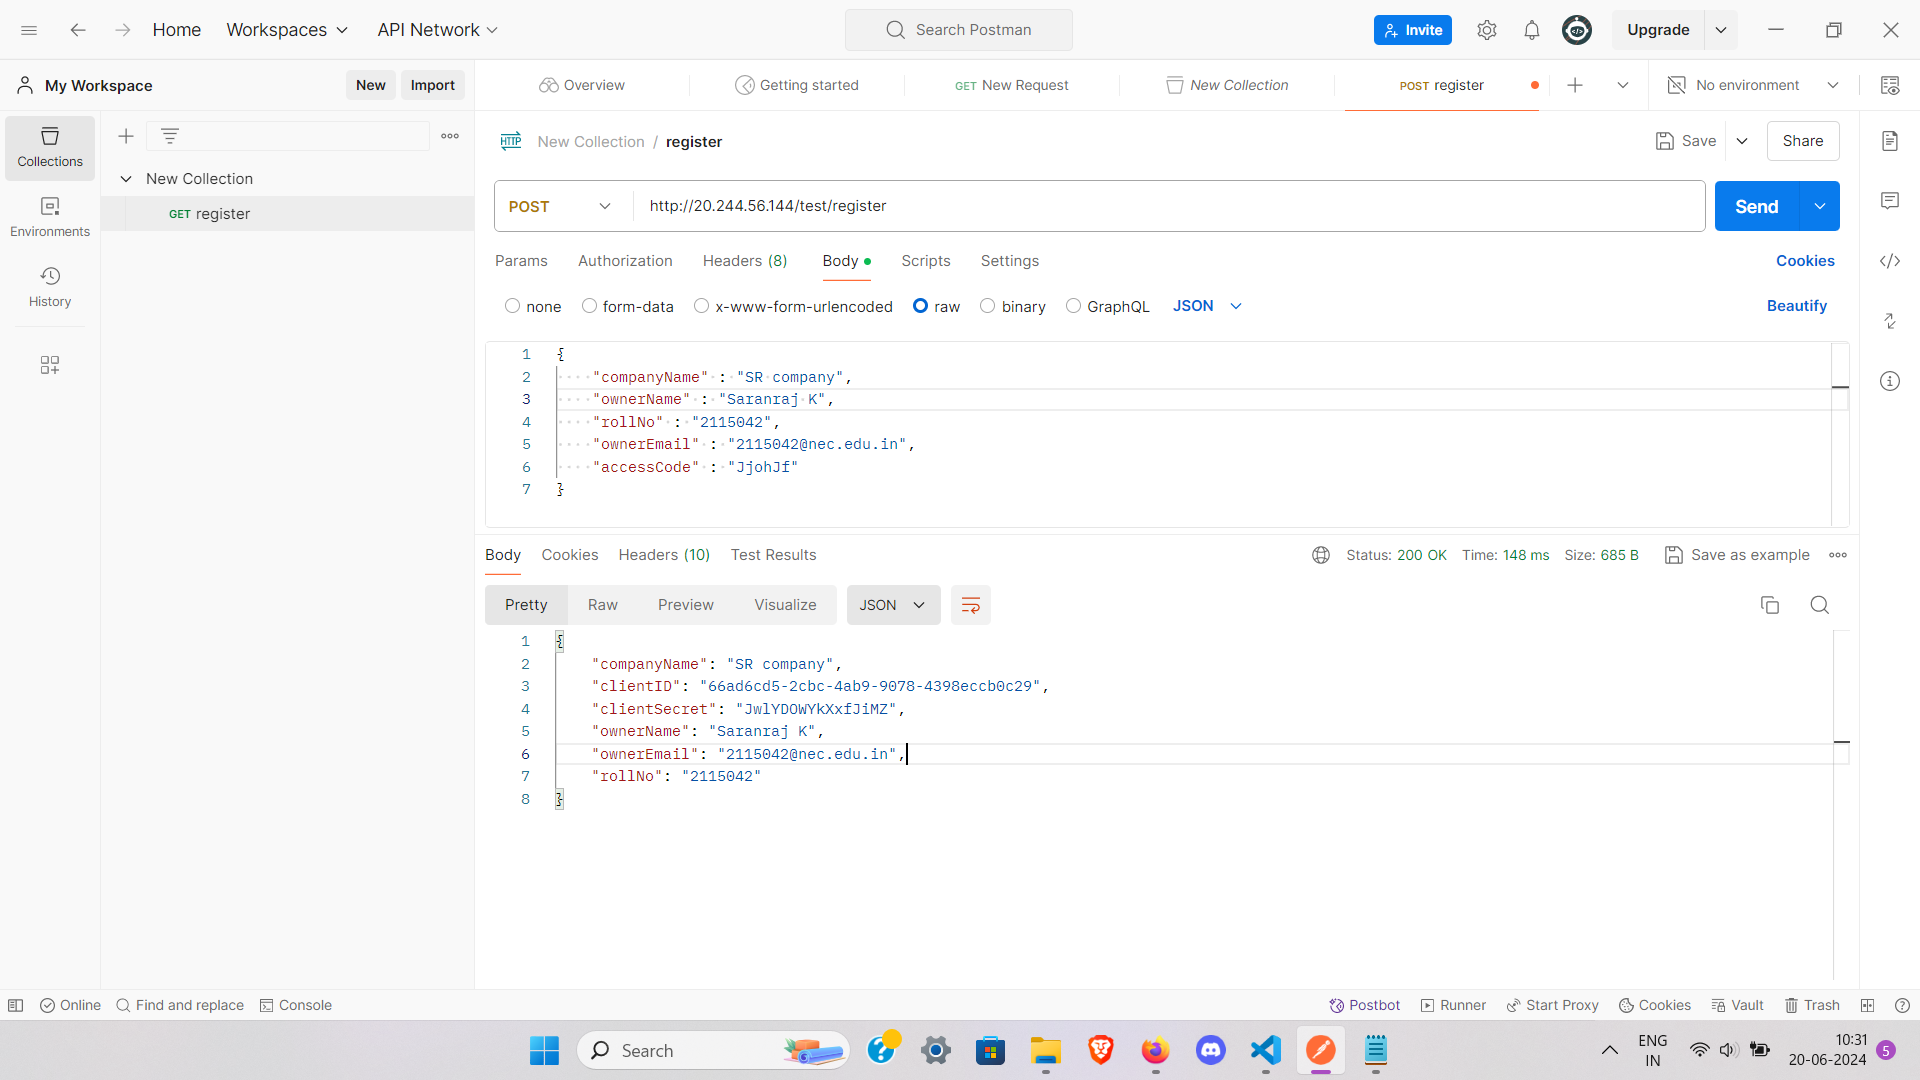 Home
Workspaces
API Network
Search Postman
Invite
Upgrade
My Workspace
New
Import
Overview
Getting started
GET New Request
New Collection
POST register
No environment
Collections
Environments
History
New Collection
GET register
HTTP
New Collection / register
Save
Share
POST
http://20.244.56.144/test/register
Send
Params
Authorization
Headers (8)
Body
Scripts
Settings
Cookies
none
form-data
x-www-form-urlencoded
raw
binary
GraphQL
JSON
Beautify
1 {
2 "companyName" : "SR company",
3 "ownerName" : "Saranraj K",
4 "rollNo" : "2115042",
5 "ownerEmail" : "2115042@nec.edu.in",
6 "accessCode" : "JjohJf"
7 }
Body
Cookies
Headers (10)
Test Results
Status: 200 OK
Time: 148 ms
Size: 685 B
Save as example
Pretty
Raw
Preview
Visualize
JSON
1 {
2 "companyName": "SR company",
3 "clientID": "66ad6cd5-2cbc-4ab9-9078-4398eccb0c29",
4 "clientSecret": "JwlYDOWYkXxfJiMZ",
5 "ownerName": "Saranraj K",
6 "ownerEmail": "2115042@nec.edu.in",
7 "rollNo": "2115042"
8 }
Online
Find and replace
Console
Postbot
Runner
Start Proxy
Cookies
Vault
Trash
Search
ENG
IN
10:31
20-06-2024
5